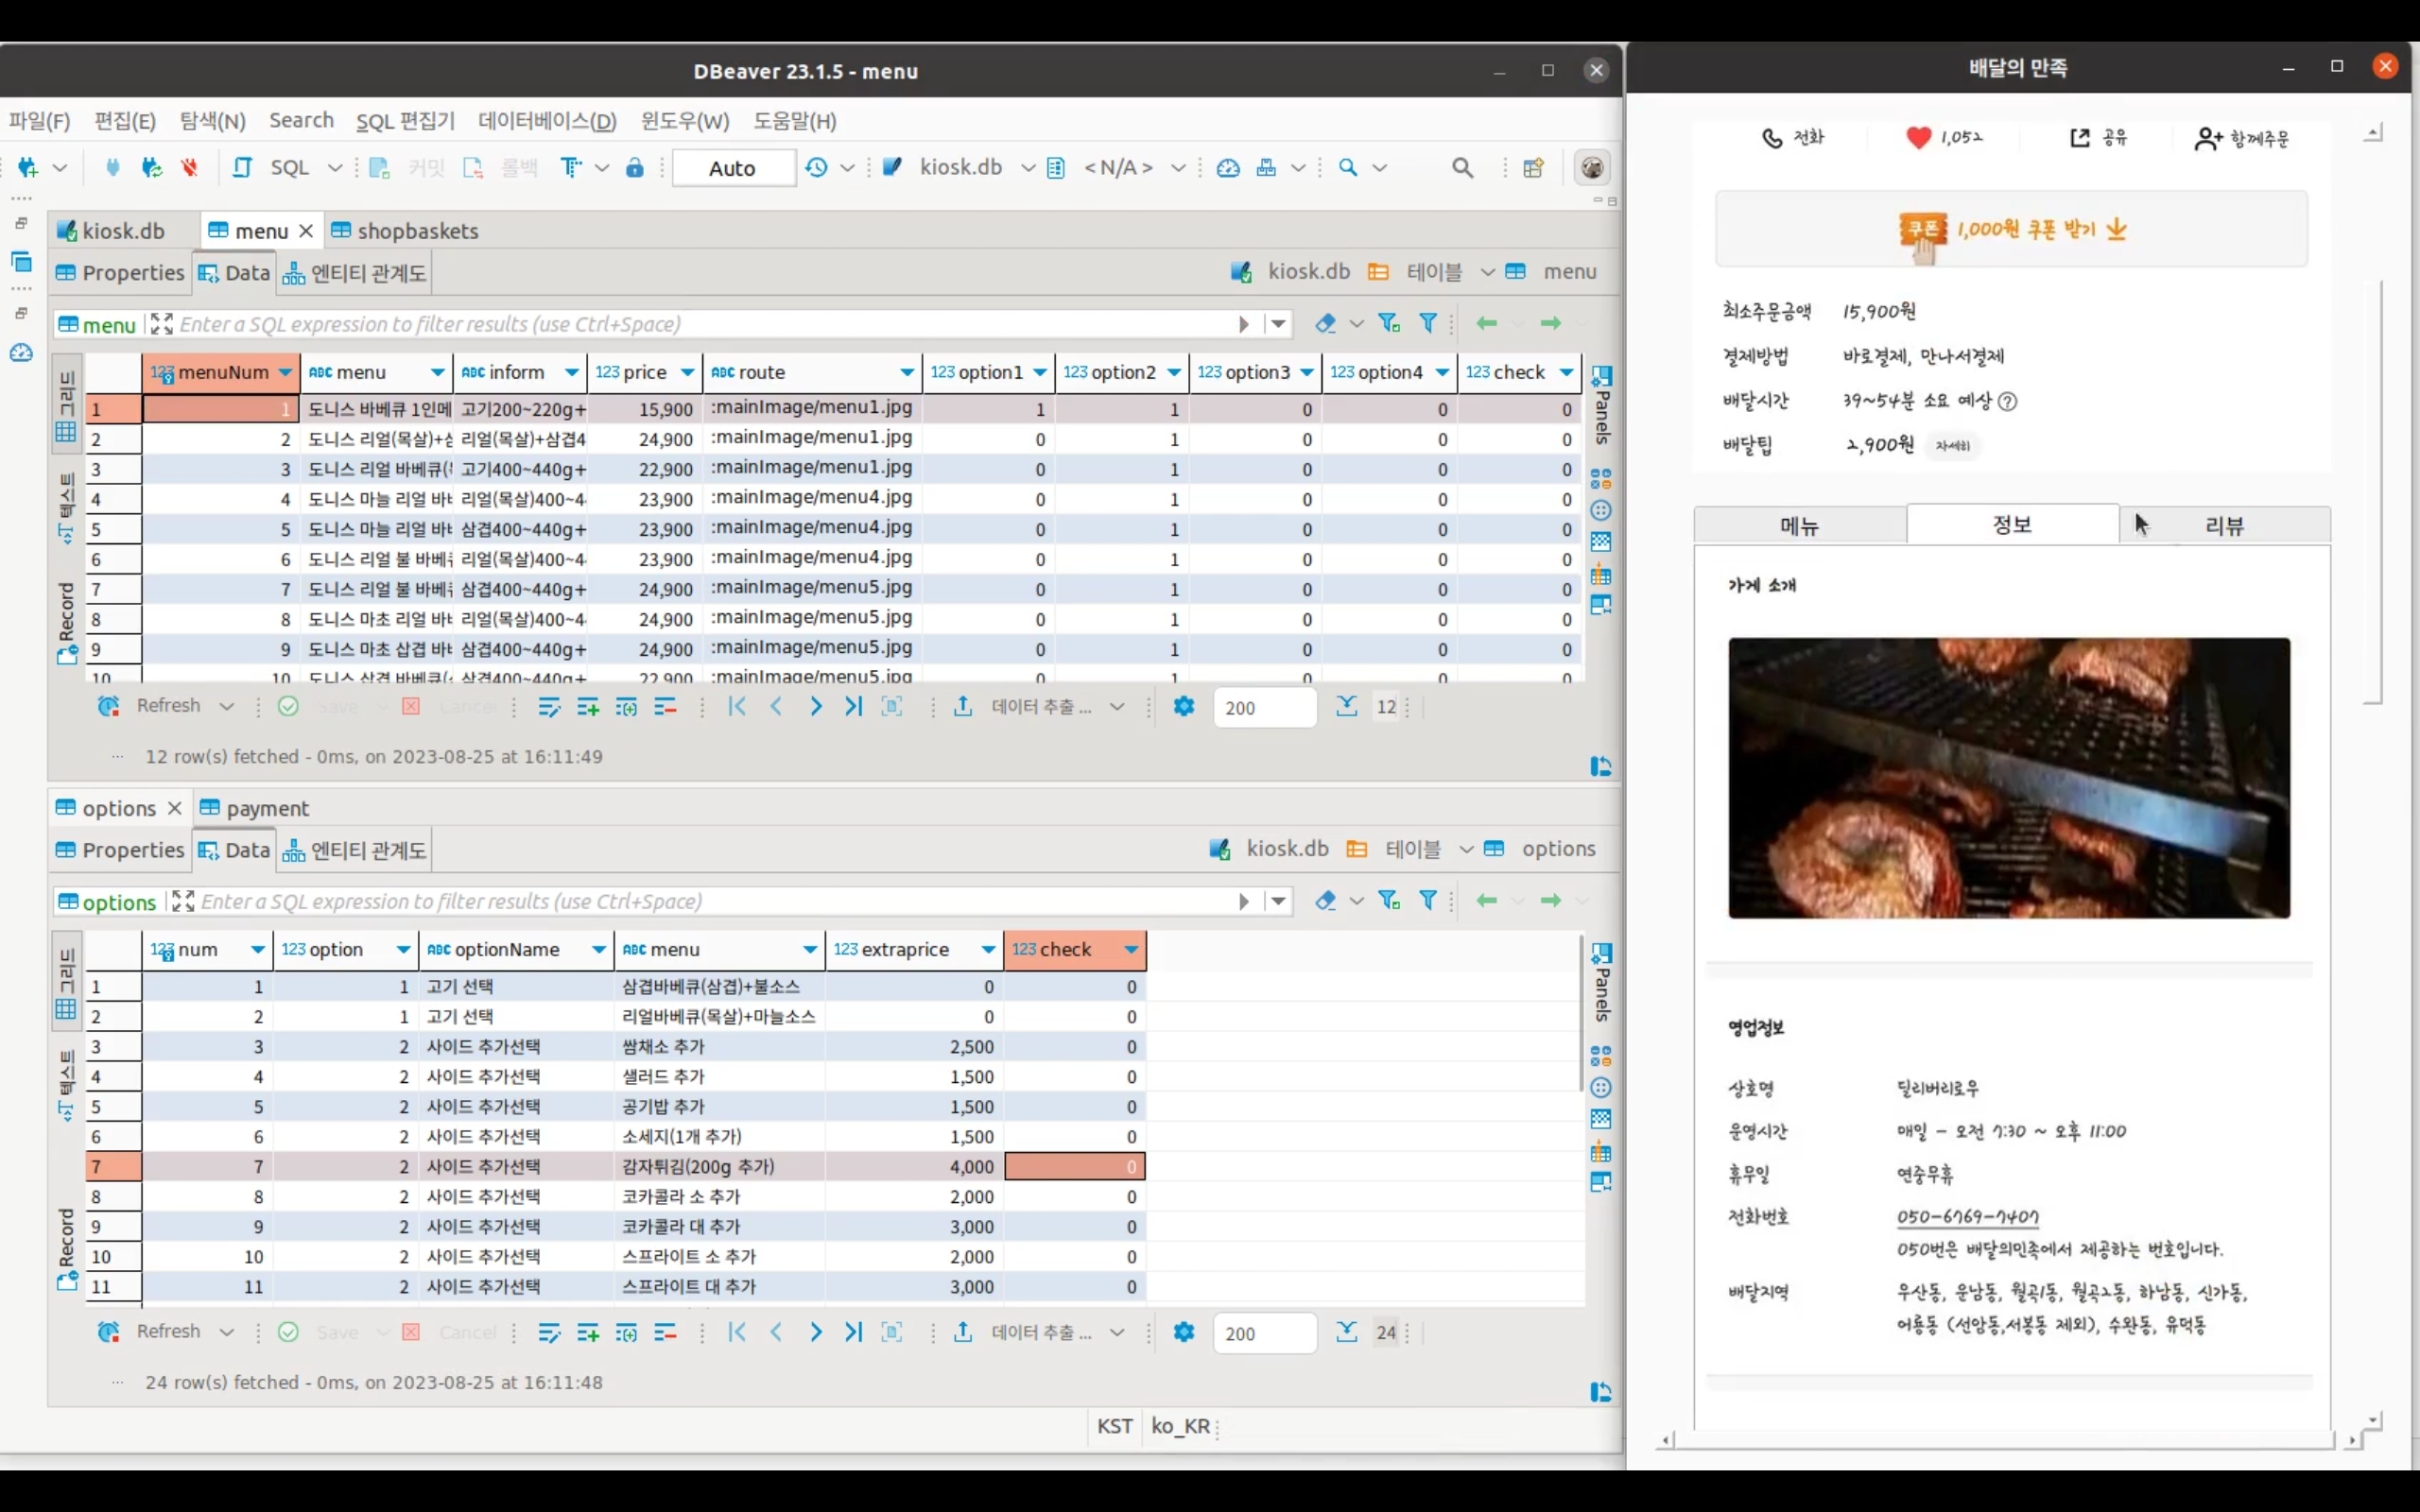 DBeaver 23.1.5 - menu
파일(F) 편집(E) 탐색(N) Search SQL 편집기 데이터베이스(D) 윈도우(W) 도움말(H)
SQL 커밋 롤백 Auto kiosk.db < N/A >
kiosk.db menu shopbaskets
Properties Data 엔티티 관계도 kiosk.db 테이블 menu
menu Enter a SQL expression to filter results (use Ctrl+Space)
그리드 텍스트 Record Panels
123 menuNum ABC menu ABC inform 123 price ABC route 123 option1 123 option2 123 option3 123 option4 123 check
1 1 도니스 바베큐 1인메 고기200~220g+ 15,900 :mainImage/menu1.jpg 1 1 0 0 0
2 2 도니스 리얼(목살)+삼 리얼(목살)+삼겹4 24,900 :mainImage/menu1.jpg 0 1 0 0 0
3 3 도니스 리얼 바베큐( 고기400~440g+ 22,900 :mainImage/menu1.jpg 0 1 0 0 0
4 4 도니스 마늘 리얼 바 리얼(목살)400~4 23,900 :mainImage/menu4.jpg 0 1 0 0 0
5 5 도니스 마늘 리얼 바 삼겹400~440g+ 23,900 :mainImage/menu4.jpg 0 1 0 0 0
6 6 도니스 리얼 불 바베큐 리얼(목살)400~4 23,900 :mainImage/menu4.jpg 0 1 0 0 0
7 7 도니스 리얼 불 바베큐 삼겹400~440g+ 24,900 :mainImage/menu5.jpg 0 1 0 0 0
8 8 도니스 마초 리얼 바 리얼(목살)400~4 24,900 :mainImage/menu5.jpg 0 1 0 0 0
9 9 도니스 마초 삼겹 바 삼겹400~440g+ 24,900 :mainImage/menu5.jpg 0 1 0 0 0
10 10 도니스 삼겹 바베큐( 삼겹400~440g+ 22,900 :mainImage/menu5.jpg 0 1 0 0 0
Refresh Save Cancel 데이터 추출 ... 200 12
... 12 row(s) fetched - 0ms, on 2023-08-25 at 16:11:49
options payment
Properties Data 엔티티 관계도 kiosk.db 테이블 options
options Enter a SQL expression to filter results (use Ctrl+Space)
그리드 텍스트 Record Panels
123 num 123 option ABC optionName ABC menu 123 extraprice 123 check
1 1 1 고기 선택 삼겹바베큐(삼겹)+불소스 0 0
2 2 1 고기 선택 리얼바베큐(목살)+마늘소스 0 0
3 3 2 사이드 추가선택 쌈채소 추가 2,500 0
4 4 2 사이드 추가선택 샐러드 추가 1,500 0
5 5 2 사이드 추가선택 공기밥 추가 1,500 0
6 6 2 사이드 추가선택 소세지(1개 추가) 1,500 0
7 7 2 사이드 추가선택 감자튀김(200g 추가) 4,000 0
8 8 2 사이드 추가선택 코카콜라 소 추가 2,000 0
9 9 2 사이드 추가선택 코카콜라 대 추가 3,000 0
10 10 2 사이드 추가선택 스프라이트 소 추가 2,000 0
11 11 2 사이드 추가선택 스프라이트 대 추가 3,000 0
Refresh Save Cancel 데이터 추출 ... 200 24
... 24 row(s) fetched - 0ms, on 2023-08-25 at 16:11:48
KST ko_KR
배달의 만족
전화 1,052 공유 함께주문
쿠폰 1,000원 쿠폰 받기
최소주문금액 15,900원
결제방법 바로결제, 만나서결제
배달시간 39~54분 소요 예상
배달팁 2,900원 자세히
메뉴 정보 리뷰
가게 소개
영업정보
상호명 딜리버리로우
운영시간 매일 - 오전 7:30 ~ 오후 11:00
휴무일 연중무휴
전화번호 050-6769-7407
050번은 배달의민족에서 제공하는 번호입니다.
배달지역 우산동, 운남동, 월곡1동, 월곡2동, 하남동, 신가동,
어룡동 (선암동,서봉동 제외), 수완동, 유덕동